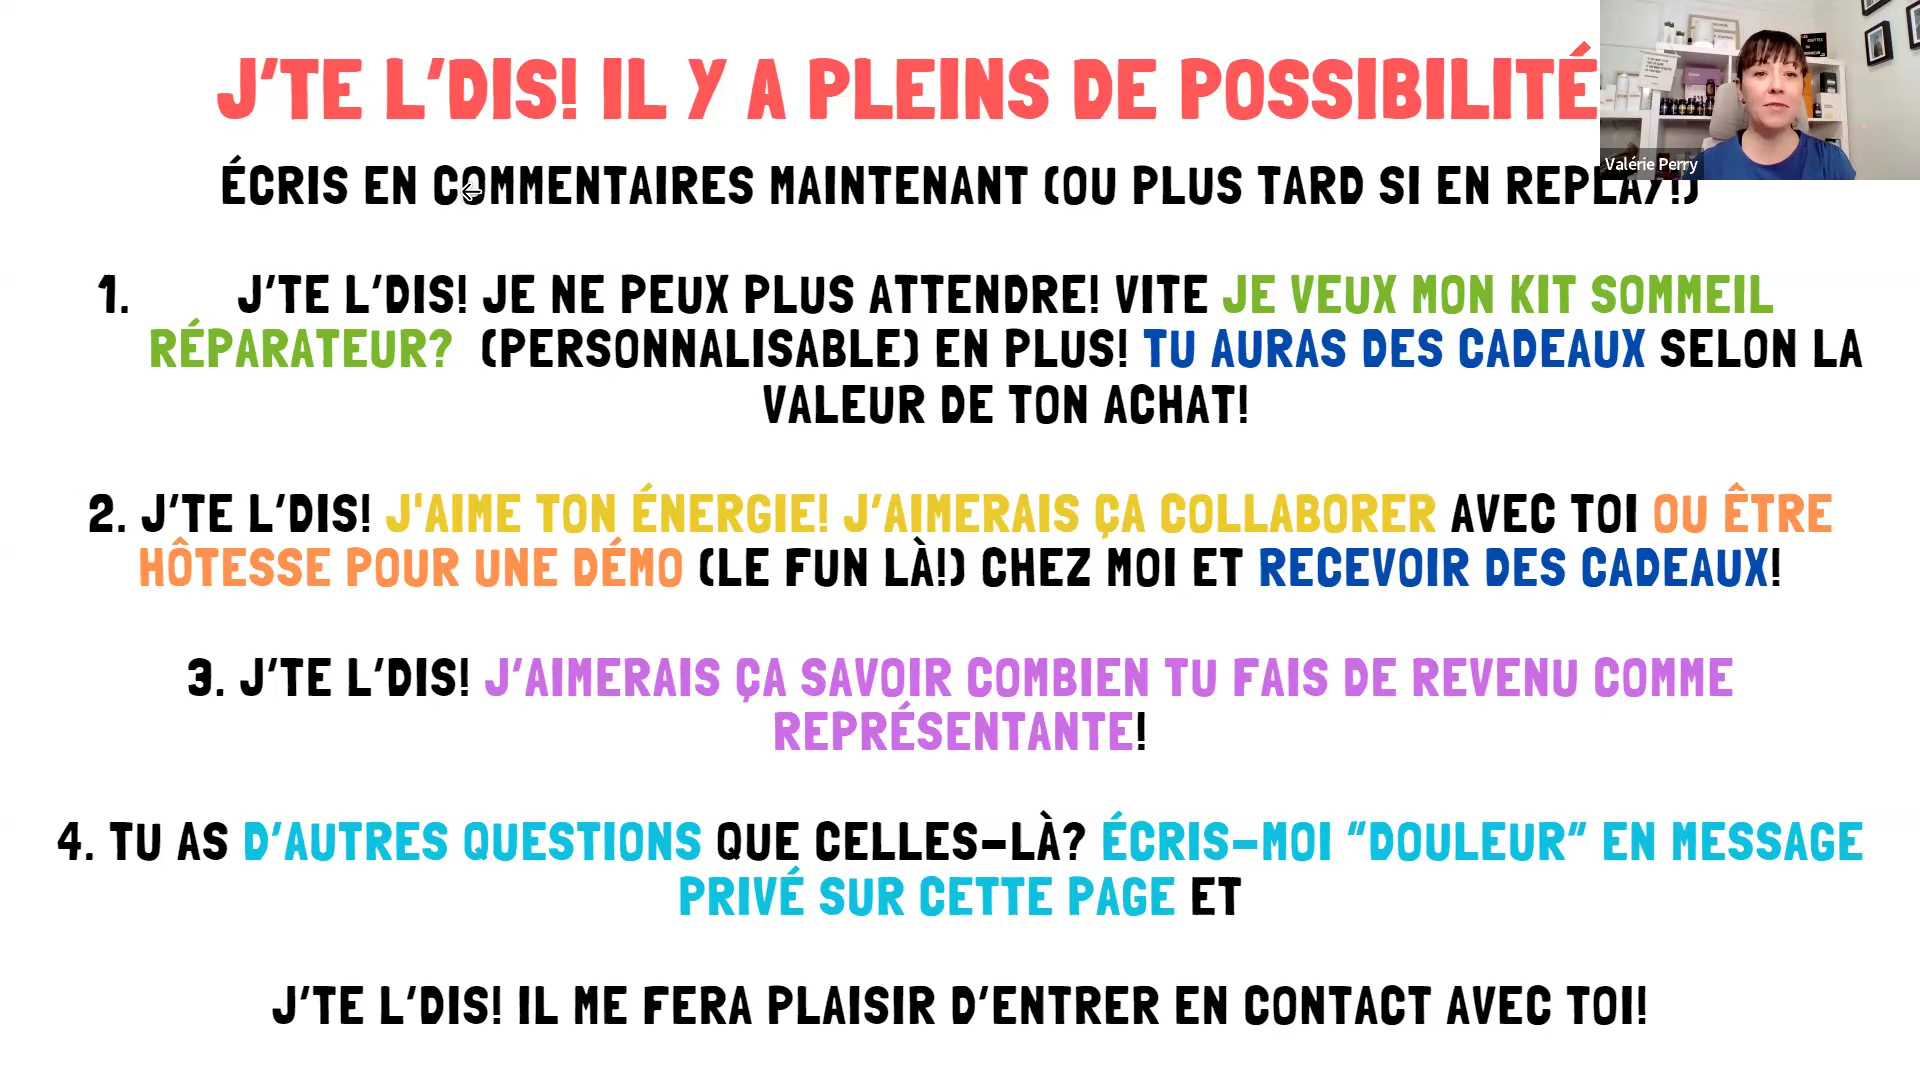 J'TE L'DIS! IL Y A PLEINS DE POSSIBILITÉ
ÉCRIS EN COMMENTAIRES MAINTENANT (OU PLUS TARD SI EN REPLAY!)
1. J'TE L'DIS! JE NE PEUX PLUS ATTENDRE! VITE JE VEUX MON KIT SOMMEIL
RÉPARATEUR? (PERSONNALISABLE) EN PLUS! TU AURAS DES CADEAUX SELON LA
VALEUR DE TON ACHAT!
2. J'TE L'DIS! J'AIME TON ÉNERGIE! J'AIMERAIS ÇA COLLABORER AVEC TOI OU ÊTRE
HÔTESSE POUR UNE DÉMO (LE FUN LÀ!) CHEZ MOI ET RECEVOIR DES CADEAUX!
3. J'TE L'DIS! J'AIMERAIS ÇA SAVOIR COMBIEN TU FAIS DE REVENU COMME
REPRÉSENTANTE!
4. TU AS D'AUTRES QUESTIONS QUE CELLES-LÀ? ÉCRIS-MOI "DOULEUR" EN MESSAGE
PRIVÉ SUR CETTE PAGE ET
J'TE L'DIS! IL ME FERA PLAISIR D'ENTRER EN CONTACT AVEC TOI!
Valérie Perry